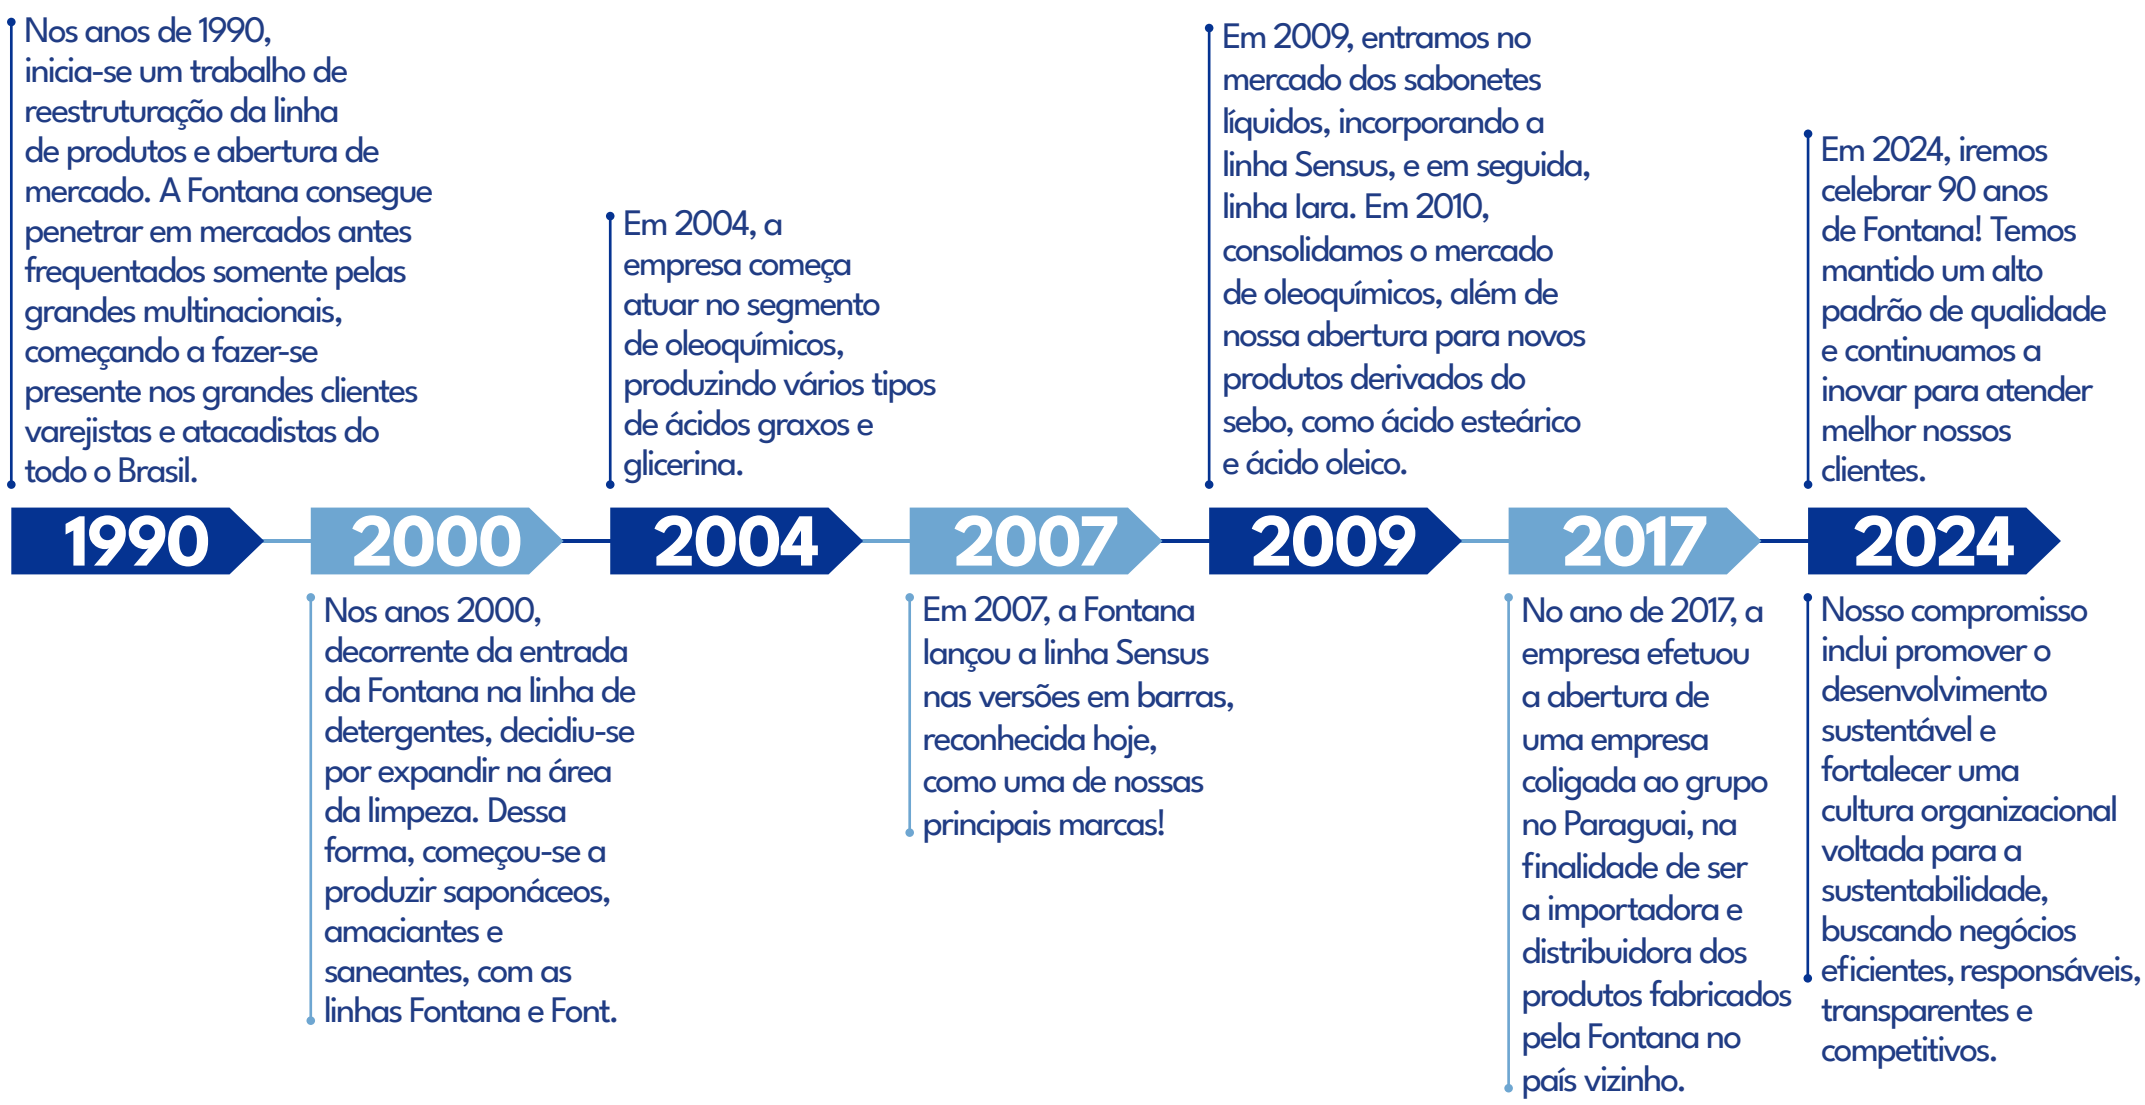 Nos anos de 1990,
inicia-se um trabalho de
reestruturação da linha
de produtos e abertura de
mercado. A Fontana consegue
penetrar em mercados antes
frequentados somente pelas
grandes multinacionais,
começando a fazer-se
presente nos grandes clientes
varejistas e atacadistas do
todo o Brasil.
1990
2000
Nos anos 2000,
decorrente da entrada
da Fontana na linha de
detergentes, decidiu-se
por expandir na área
da limpeza. Dessa
forma, começou-se a
produzir saponáceos,
amaciantes e
saneantes, com as
linhas Fontana e Font.
Em 2004, a
empresa começa
atuar no segmento
de oleoquímicos,
produzindo vários tipos
de ácidos graxos e
glicerina.
2004
2007
Em 2007, a Fontana
lançou a linha Sensus
nas versões em barras,
reconhecida hoje,
como uma de nossas
principais marcas!
Em 2009, entramos no
mercado dos sabonetes
líquidos, incorporando a
linha Sensus, e em seguida,
linha Iara. Em 2010,
consolidamos o mercado
de oleoquímicos, além de
nossa abertura para novos
produtos derivados do
sebo, como ácido esteárico
e ácido oleico.
2009
2017
No ano de 2017, a
empresa efetuou
a abertura de
uma empresa
coligada ao grupo
no Paraguai, na
finalidade de ser
a importadora e
distribuidora dos
produtos fabricados
pela Fontana no
país vizinho.
Em 2024, iremos
celebrar 90 anos
de Fontana! Temos
mantido um alto
padrão de qualidade
e continuamos a
inovar para atender
melhor nossos
clientes.
2024
Nosso compromisso
inclui promover o
desenvolvimento
sustentável e
fortalecer uma
cultura organizacional
voltada para a
sustentabilidade,
buscando negócios
eficientes, responsáveis,
transparentes e
competitivos.